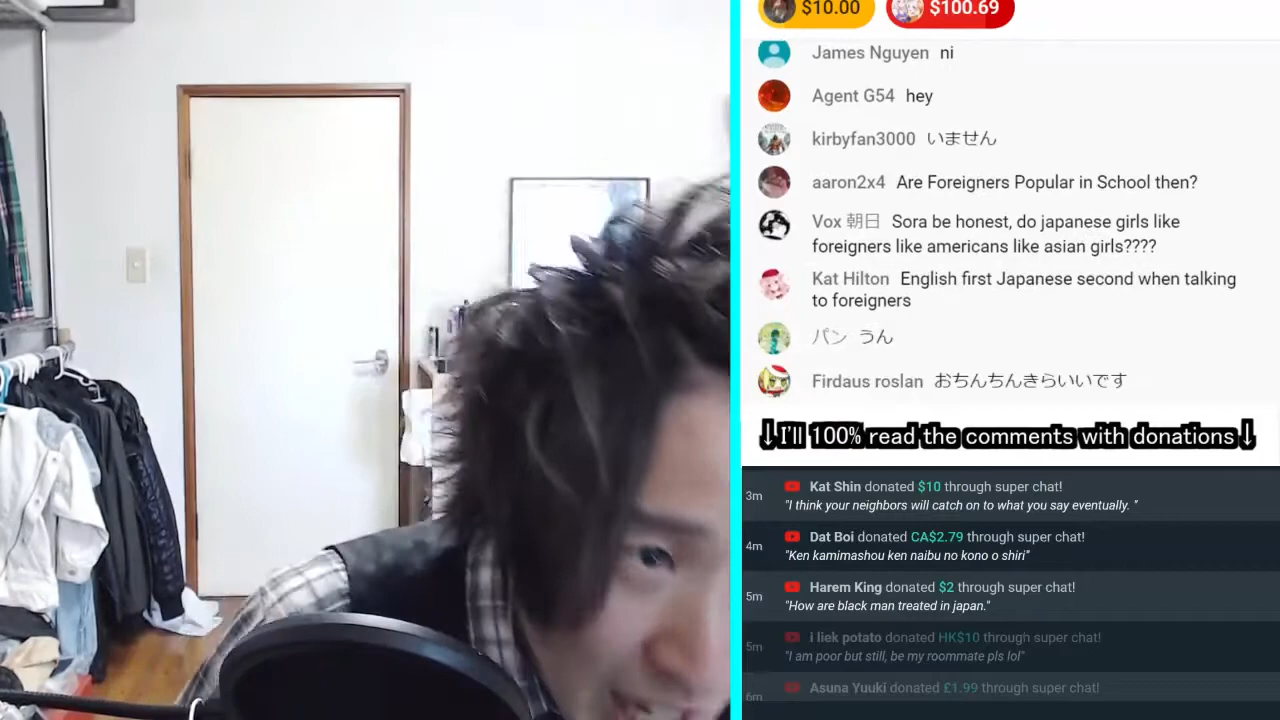 $10.00 $100.69
James Nguyen ni
Agent G54 hey
kirbyfan3000 いません
aaron2x4 Are Foreigners Popular in School then?
Vox 朝日 Sora be honest, do japanese girls like
foreigners like americans like asian girls????
Kat Hilton English first Japanese second when talking
to foreigners
パン うん
Firdaus roslan おちんちんきらいいです
↓I'll 100% read the comments with donations↓
3m Kat Shin donated $10 through super chat!
"I think your neighbors will catch on to what you say eventually. "
4m Dat Boi donated CA$2.79 through super chat!
"Ken kamimashou ken naibu no kono o shiri"
5m Harem King donated $2 through super chat!
"How are black man treated in japan."
5m i liek potato donated HK$10 through super chat!
"I am poor but still, be my roommate pls lol"
6m Asuna Yuuki donated £1.99 through super chat!